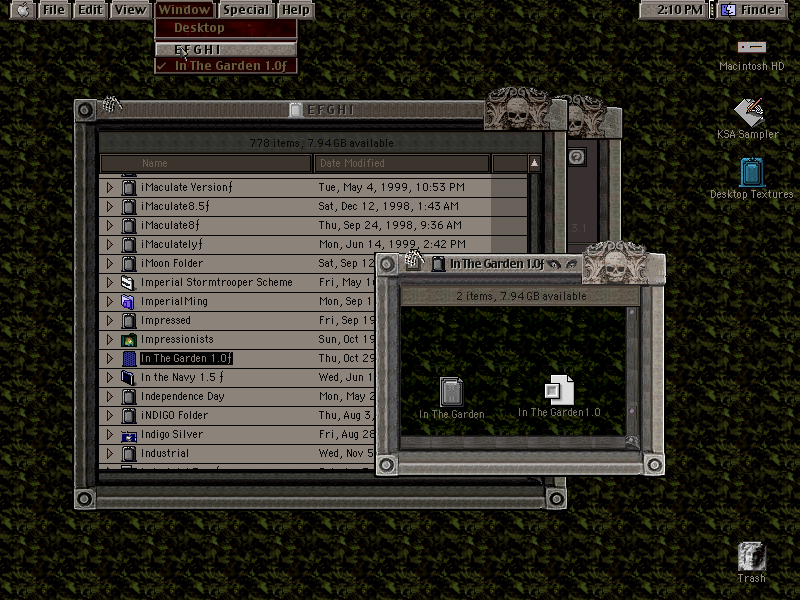 File Edit View Window Special Help 2:10 PM Finder
Desktop
EFGHI
✓ In The Garden 1.0ƒ
Macintosh HD
KSA Sampler
Desktop Textures
Trash
EFGHI
778 items, 7.94 GB available
Name Date Modified
iMaculate Versionƒ Tue, May 4, 1999, 10:53 PM
iMaculate8.5ƒ Sat, Dec 12, 1998, 1:43 AM
iMaculate8ƒ Thu, Sep 24, 1998, 9:36 AM
iMaculatelyƒ Mon, Jun 14, 1999, 2:42 PM
iMoon Folder Sat, Sep 12
Imperial Stormtrooper Scheme Fri, May 1
ImperialMing Mon, Sep 1
Impressed Fri, Sep 19
Impressionists Sun, Oct 19
In The Garden 1.0ƒ Thu, Oct 29
In the Navy 1.5 ƒ Wed, Jun 1
Independence Day Mon, May 2
iNDIGO Folder Thu, Aug 3,
Indigo Silver Fri, Aug 28
Industrial Wed, Nov 5
3.1
In The Garden 1.0ƒ
2 items, 7.94 GB available
In The Garden
In The Garden1.0